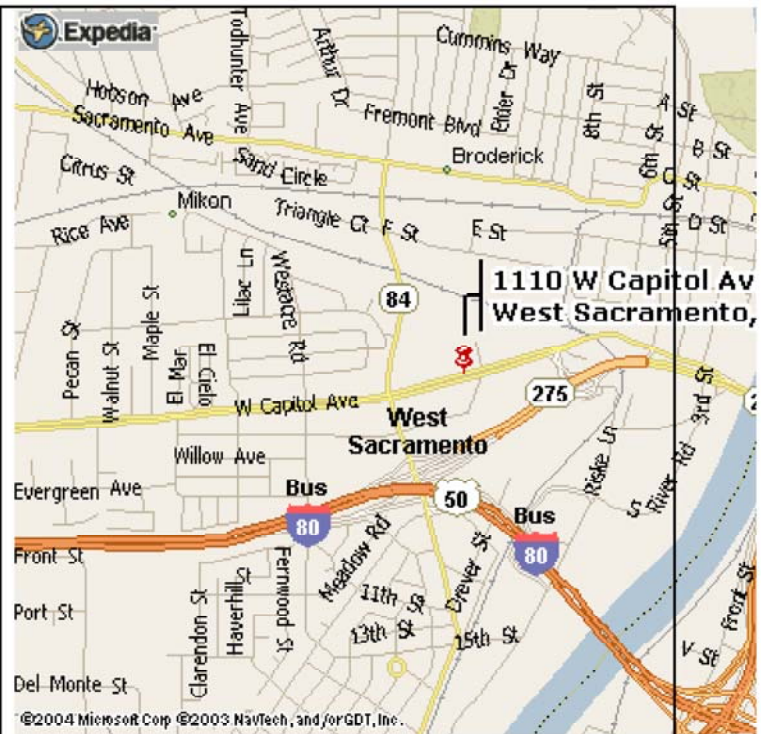 Expedia
Todhunter Ave
Arthur Dr
Cummins Way
Hobson Ave
Sacramento Ave
Fremont Blvd
Elder Dr
8th St
A St
6th St
B St
C St
Broderick
Citrus St
Sand Circle
Mikon
Rice Ave
Triangle Ct
F St
E St
5th St
D St
Lilac Ln
Westacre Rd
84
1110 W Capitol Av
West Sacramento,
Pecan St
Walnut St
Maple St
El Mar
El Cielo
W Capitol Ave
275
3rd St
2
West
Sacramento
Willow Ave
Riske Ln
S River Rd
Evergreen Ave
Bus
80
50
Bus
80
Front St
Meadow Rd
Drever St
Front St
Fernwood St
Haverhill St
Clarendon St
11th St
Port St
13th St
15th St
V St
Del Monte St
©2004 Microsoft Corp ©2003 NavTech, and/or GDT, Inc.